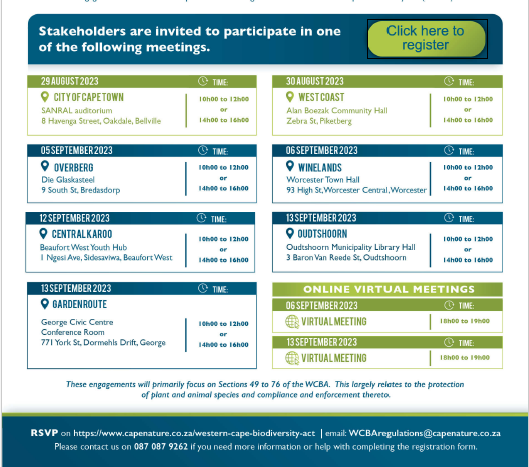 Stakeholders are invited to participate in one
of the following meetings.
Click here to
register
29 AUGUST 2023 TIME:
CITY OF CAPE TOWN
SANRAL auditorium
8 Havenga Street, Oakdale, Bellville
10h00 to 12h00
or
14h00 to 16h00
30 AUGUST 2023 TIME:
WEST COAST
Alan Boezak Community Hall
Zebra St, Piketberg
10h00 to 12h00
or
14h00 to 16h00
05 SEPTEMBER 2023 TIME:
OVERBERG
Die Glaskasteel
9 South St, Bredasdorp
10h00 to 12h00
or
14h00 to 16h00
06 SEPTEMBER 2023 TIME:
WINELANDS
Worcester Town Hall
93 High St, Worcester Central, Worcester
10h00 to 12h00
or
14h00 to 16h00
12 SEPTEMBER 2023 TIME:
CENTRAL KAROO
Beaufort West Youth Hub
1 Ngesi Ave, Sidesaviwa, Beaufort West
10h00 to 12h00
or
14h00 to 16h00
13 SEPTEMBER 2023 TIME:
OUDTSHOORN
Oudtshoorn Municipality Library Hall
3 Baron Van Reede St, Oudtshoorn
10h00 to 12h00
or
14h00 to 16h00
13 SEPTEMBER 2023 TIME:
GARDEN ROUTE
George Civic Centre
Conference Room
771 York St, Dormehls Drift, George
10h00 to 12h00
or
14h00 to 16h00
ONLINE VIRTUAL MEETINGS
06 SEPTEMBER 2023 TIME:
VIRTUAL MEETING 18h00 to 19h00
13 SEPTEMBER 2023 TIME:
VIRTUAL MEETING 18h00 to 19h00
These engagements will primarily focus on Sections 49 to 76 of the WCBA. This largely relates to the protection
of plant and animal species and compliance and enforcement thereto.
RSVP on https://www.capenature.co.za/western-cape-biodiversity-act | email: WCBAregulations@capenature.co.za
Please contact us on 087 087 9262 if you need more information or help with completing the registration form.